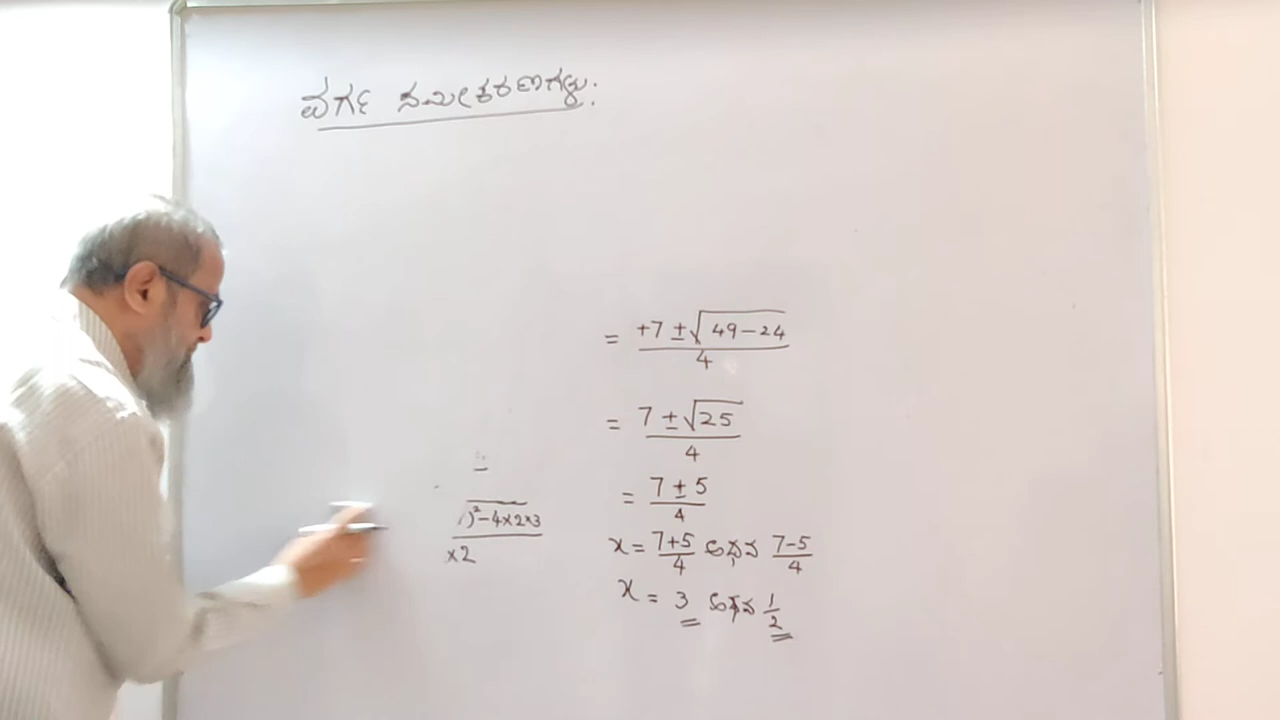 ವರ್ಗ ಸಮೀಕರಣಗಳು.
= +7 ± √49 − 24 / 4
= 7 ± √25 / 4
= 7 ± 5 / 4
)² − 4×2×3 / ×2
x = 7+5 / 4 ಅಥವ 7−5 / 4
x = 3 ಅಥವ 1/2